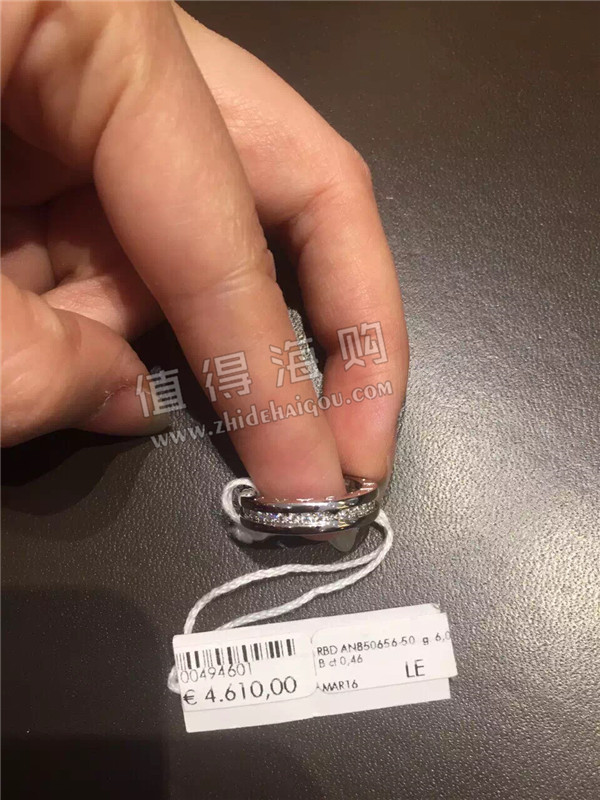 值得海购
www.zhidehaigou.com
00494601
€ 4.610,00
RBD AN850656-50 g 6,0
B ct 0,46
MAR16
LE